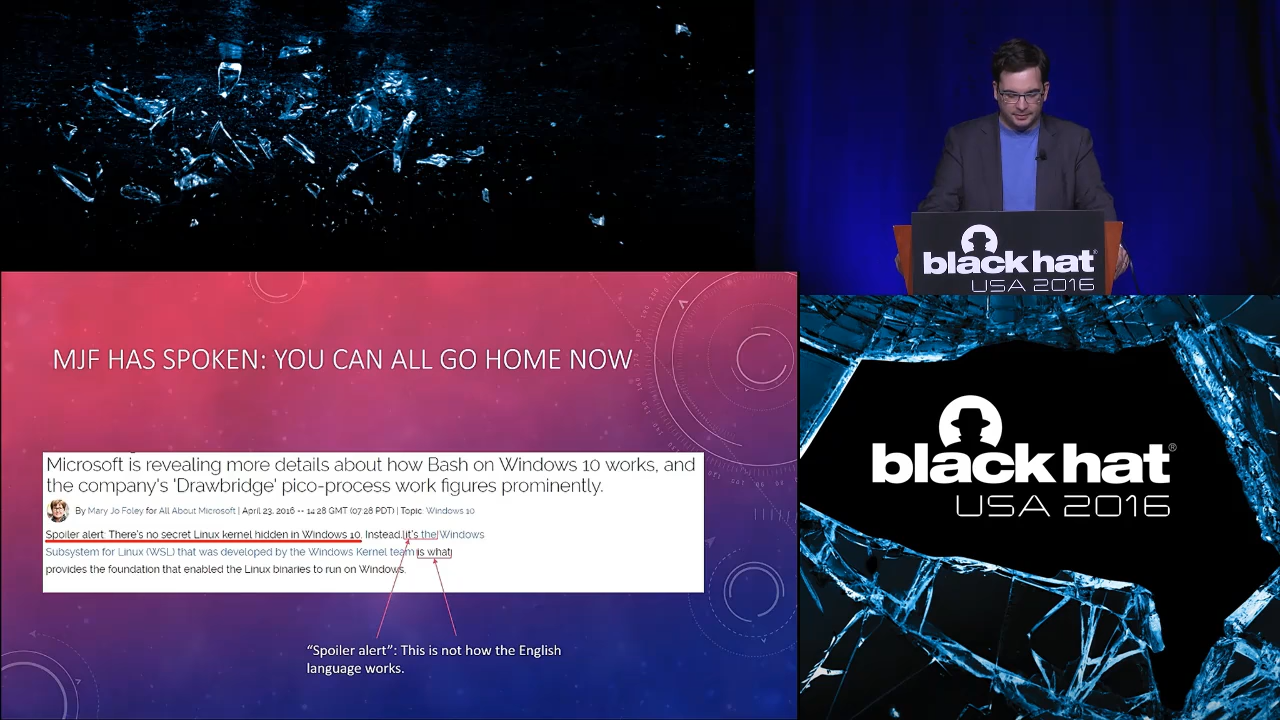 black hat®
USA 2016
MJF HAS SPOKEN: YOU CAN ALL GO HOME NOW
Microsoft is revealing more details about how Bash on Windows 10 works, and
the company's 'Drawbridge' pico-process work figures prominently.
By Mary Jo Foley for All About Microsoft | April 23, 2016 -- 14:28 GMT (07:28 PDT) | Topic: Windows 10
Spoiler alert: There's no secret Linux kernel hidden in Windows 10. Instead, it's the Windows
Subsystem for Linux (WSL) that was developed by the Windows Kernel team is what
provides the foundation that enabled the Linux binaries to run on Windows.
“Spoiler alert”: This is not how the English
language works.
black hat®
USA 2016